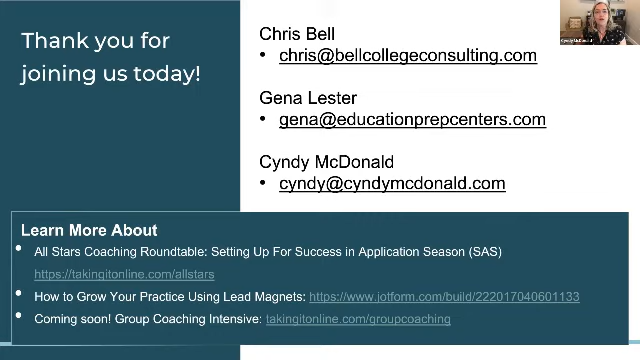 Thank you for
joining us today!
Chris Bell
• chris@bellcollegeconsulting.com
Gena Lester
• gena@educationprepcenters.com
Cyndy McDonald
• cyndy@cyndymcdonald.com
Learn More About
• All Stars Coaching Roundtable: Setting Up For Success in Application Season (SAS)
https://takingitonline.com/allstars
• How to Grow Your Practice Using Lead Magnets: https://www.jotform.com/build/222017040601133
• Coming soon! Group Coaching Intensive: takingitonline.com/groupcoaching
Cyndy McDonald